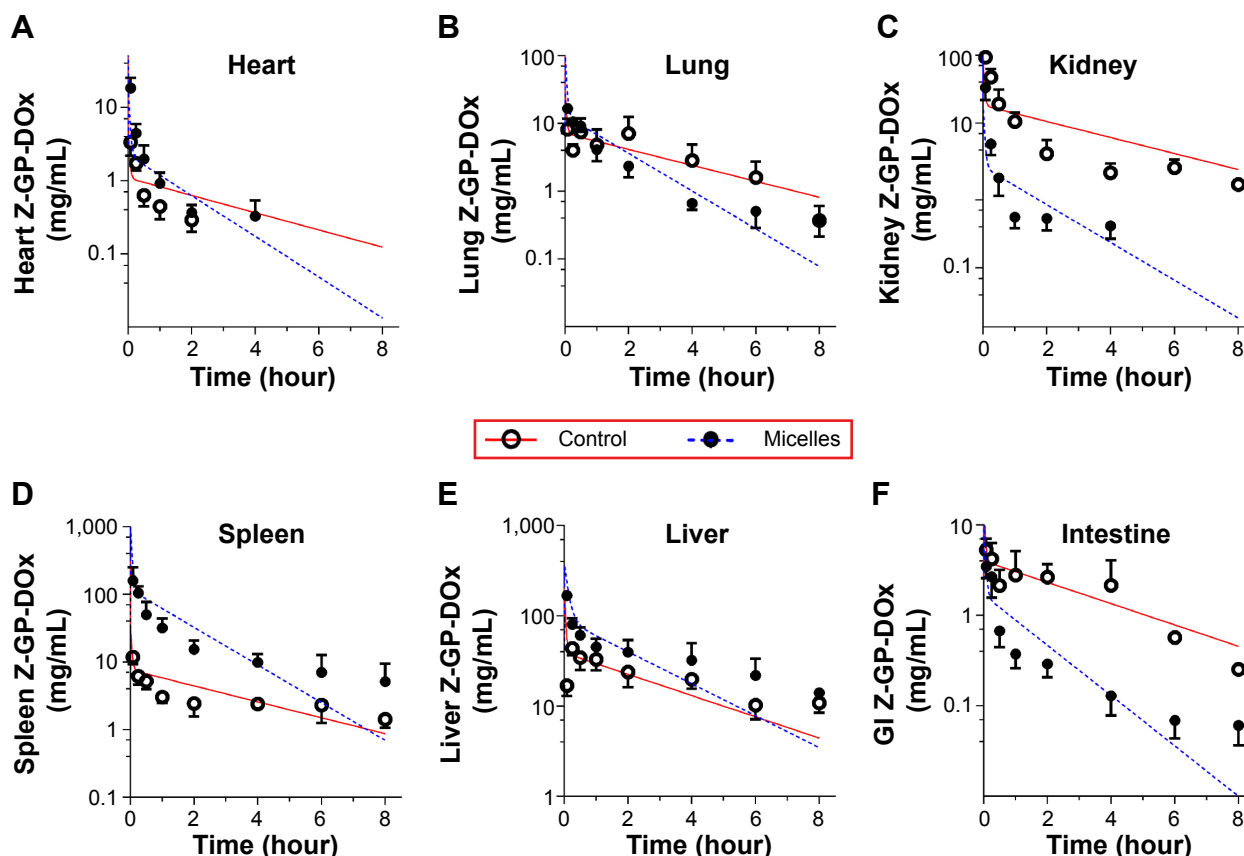 A
Heart
Heart Z-GP-DOx
(mg/mL)
10
1
0.1
0 2 4 6 8
Time (hour)
B
Lung
Lung Z-GP-DOx
(mg/mL)
100
10
1
0.1
0 2 4 6 8
Time (hour)
C
Kidney
Kidney Z-GP-DOx
(mg/mL)
100
10
0.1
0 2 4 6 8
Time (hour)
Control Micelles
D
Spleen
Spleen Z-GP-DOx
(mg/mL)
1,000
100
10
1
0.1
0 2 4 6 8
Time (hour)
E
Liver
Liver Z-GP-DOx
(mg/mL)
1,000
100
10
1
0 2 4 6 8
Time (hour)
F
Intestine
GI Z-GP-DOx
(mg/mL)
10
1
0.1
0 2 4 6 8
Time (hour)